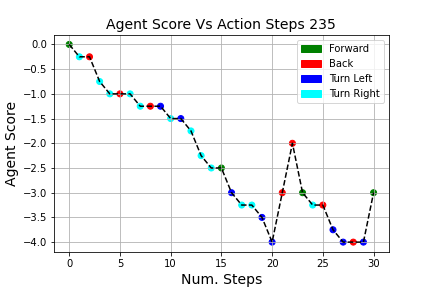 Agent Score Vs Action Steps 235
Forward
Back
Turn Left
Turn Right
0.0
−0.5
−1.0
−1.5
−2.0
−2.5
−3.0
−3.5
−4.0
Agent Score
0 5 10 15 20 25 30
Num. Steps